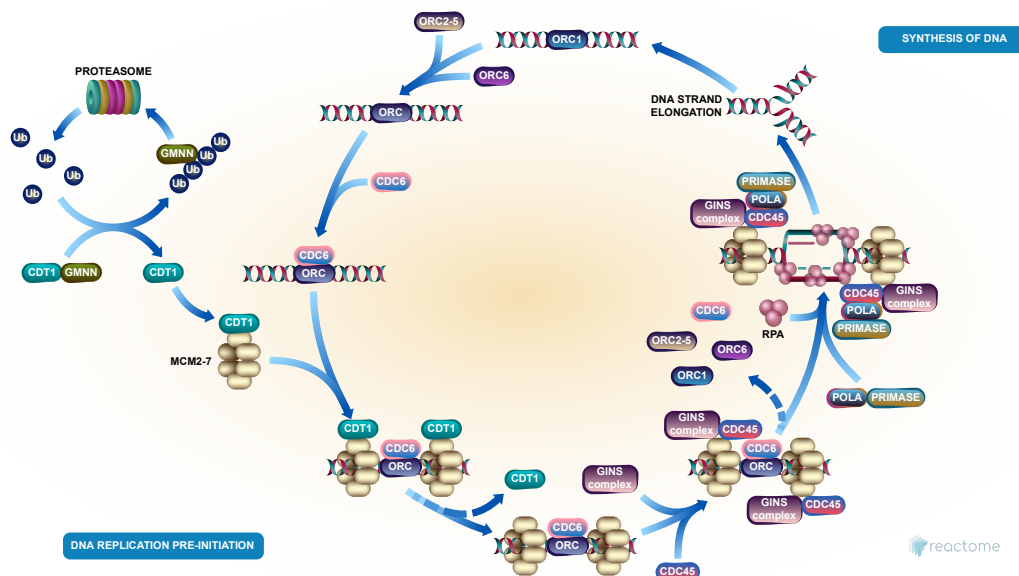 ORC2-5
ORC1
SYNTHESIS OF DNA
PROTEASOME
ORC6
DNA STRAND
ELONGATION
ORC
Ub
Ub
Ub
Ub
GMNN
Ub
Ub
Ub
Ub
CDC6
PRIMASE
POLA
GINS
complex
CDC45
CDC6
ORC
CDT1
GMNN
CDT1
CDC45
GINS
complex
POLA
PRIMASE
CDC6
RPA
CDT1
MCM2-7
ORC2-5
ORC6
ORC1
POLA
PRIMASE
CDT1
CDT1
CDC6
ORC
GINS
complex
CDC45
CDC6
ORC
CDT1
GINS
complex
GINS
complex
CDC45
CDC6
ORC
CDC45
DNA REPLICATION PRE-INITIATION
reactome